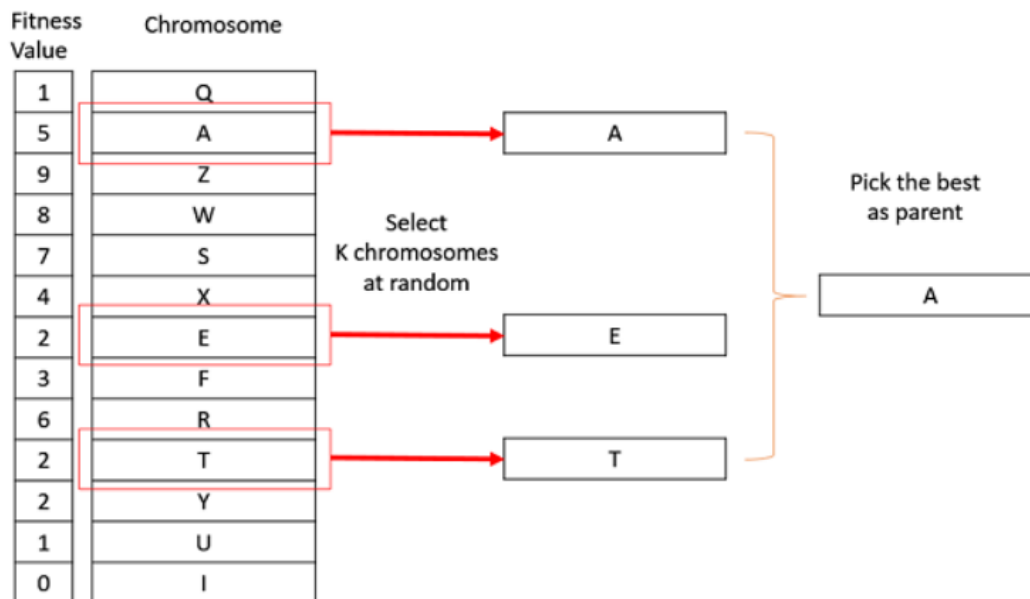 Fitness
Value
Chromosome
1 Q
5 A
9 Z
8 W
7 S
4 X
2 E
3 F
6 R
2 T
2 Y
1 U
0 I
Select
K chromosomes
at random
A
E
T
Pick the best
as parent
A